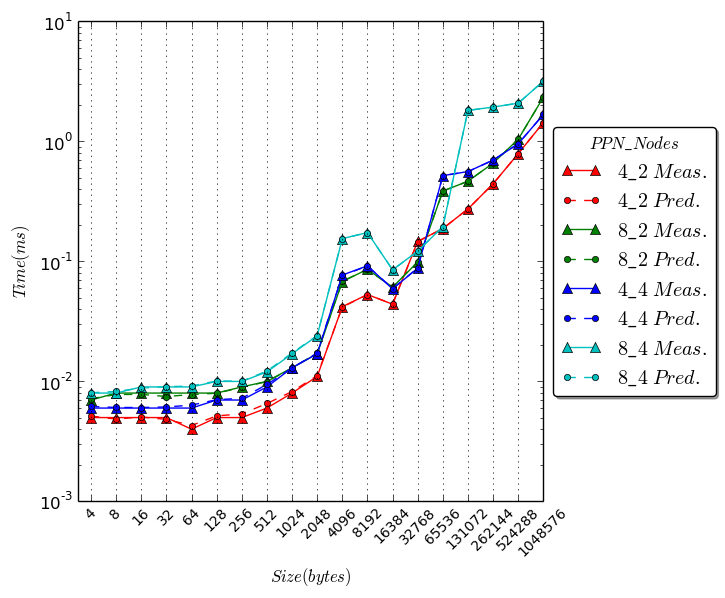 10^1
10^0
10^-1
10^-2
10^-3
Time(ms)
4 8 16 32 64 128 256 512 1024 2048 4096 8192 16384 32768 65536 131072 262144 524288 1048576
Size(bytes)
PPN_Nodes
4_2 Meas.
4_2 Pred.
8_2 Meas.
8_2 Pred.
4_4 Meas.
4_4 Pred.
8_4 Meas.
8_4 Pred.